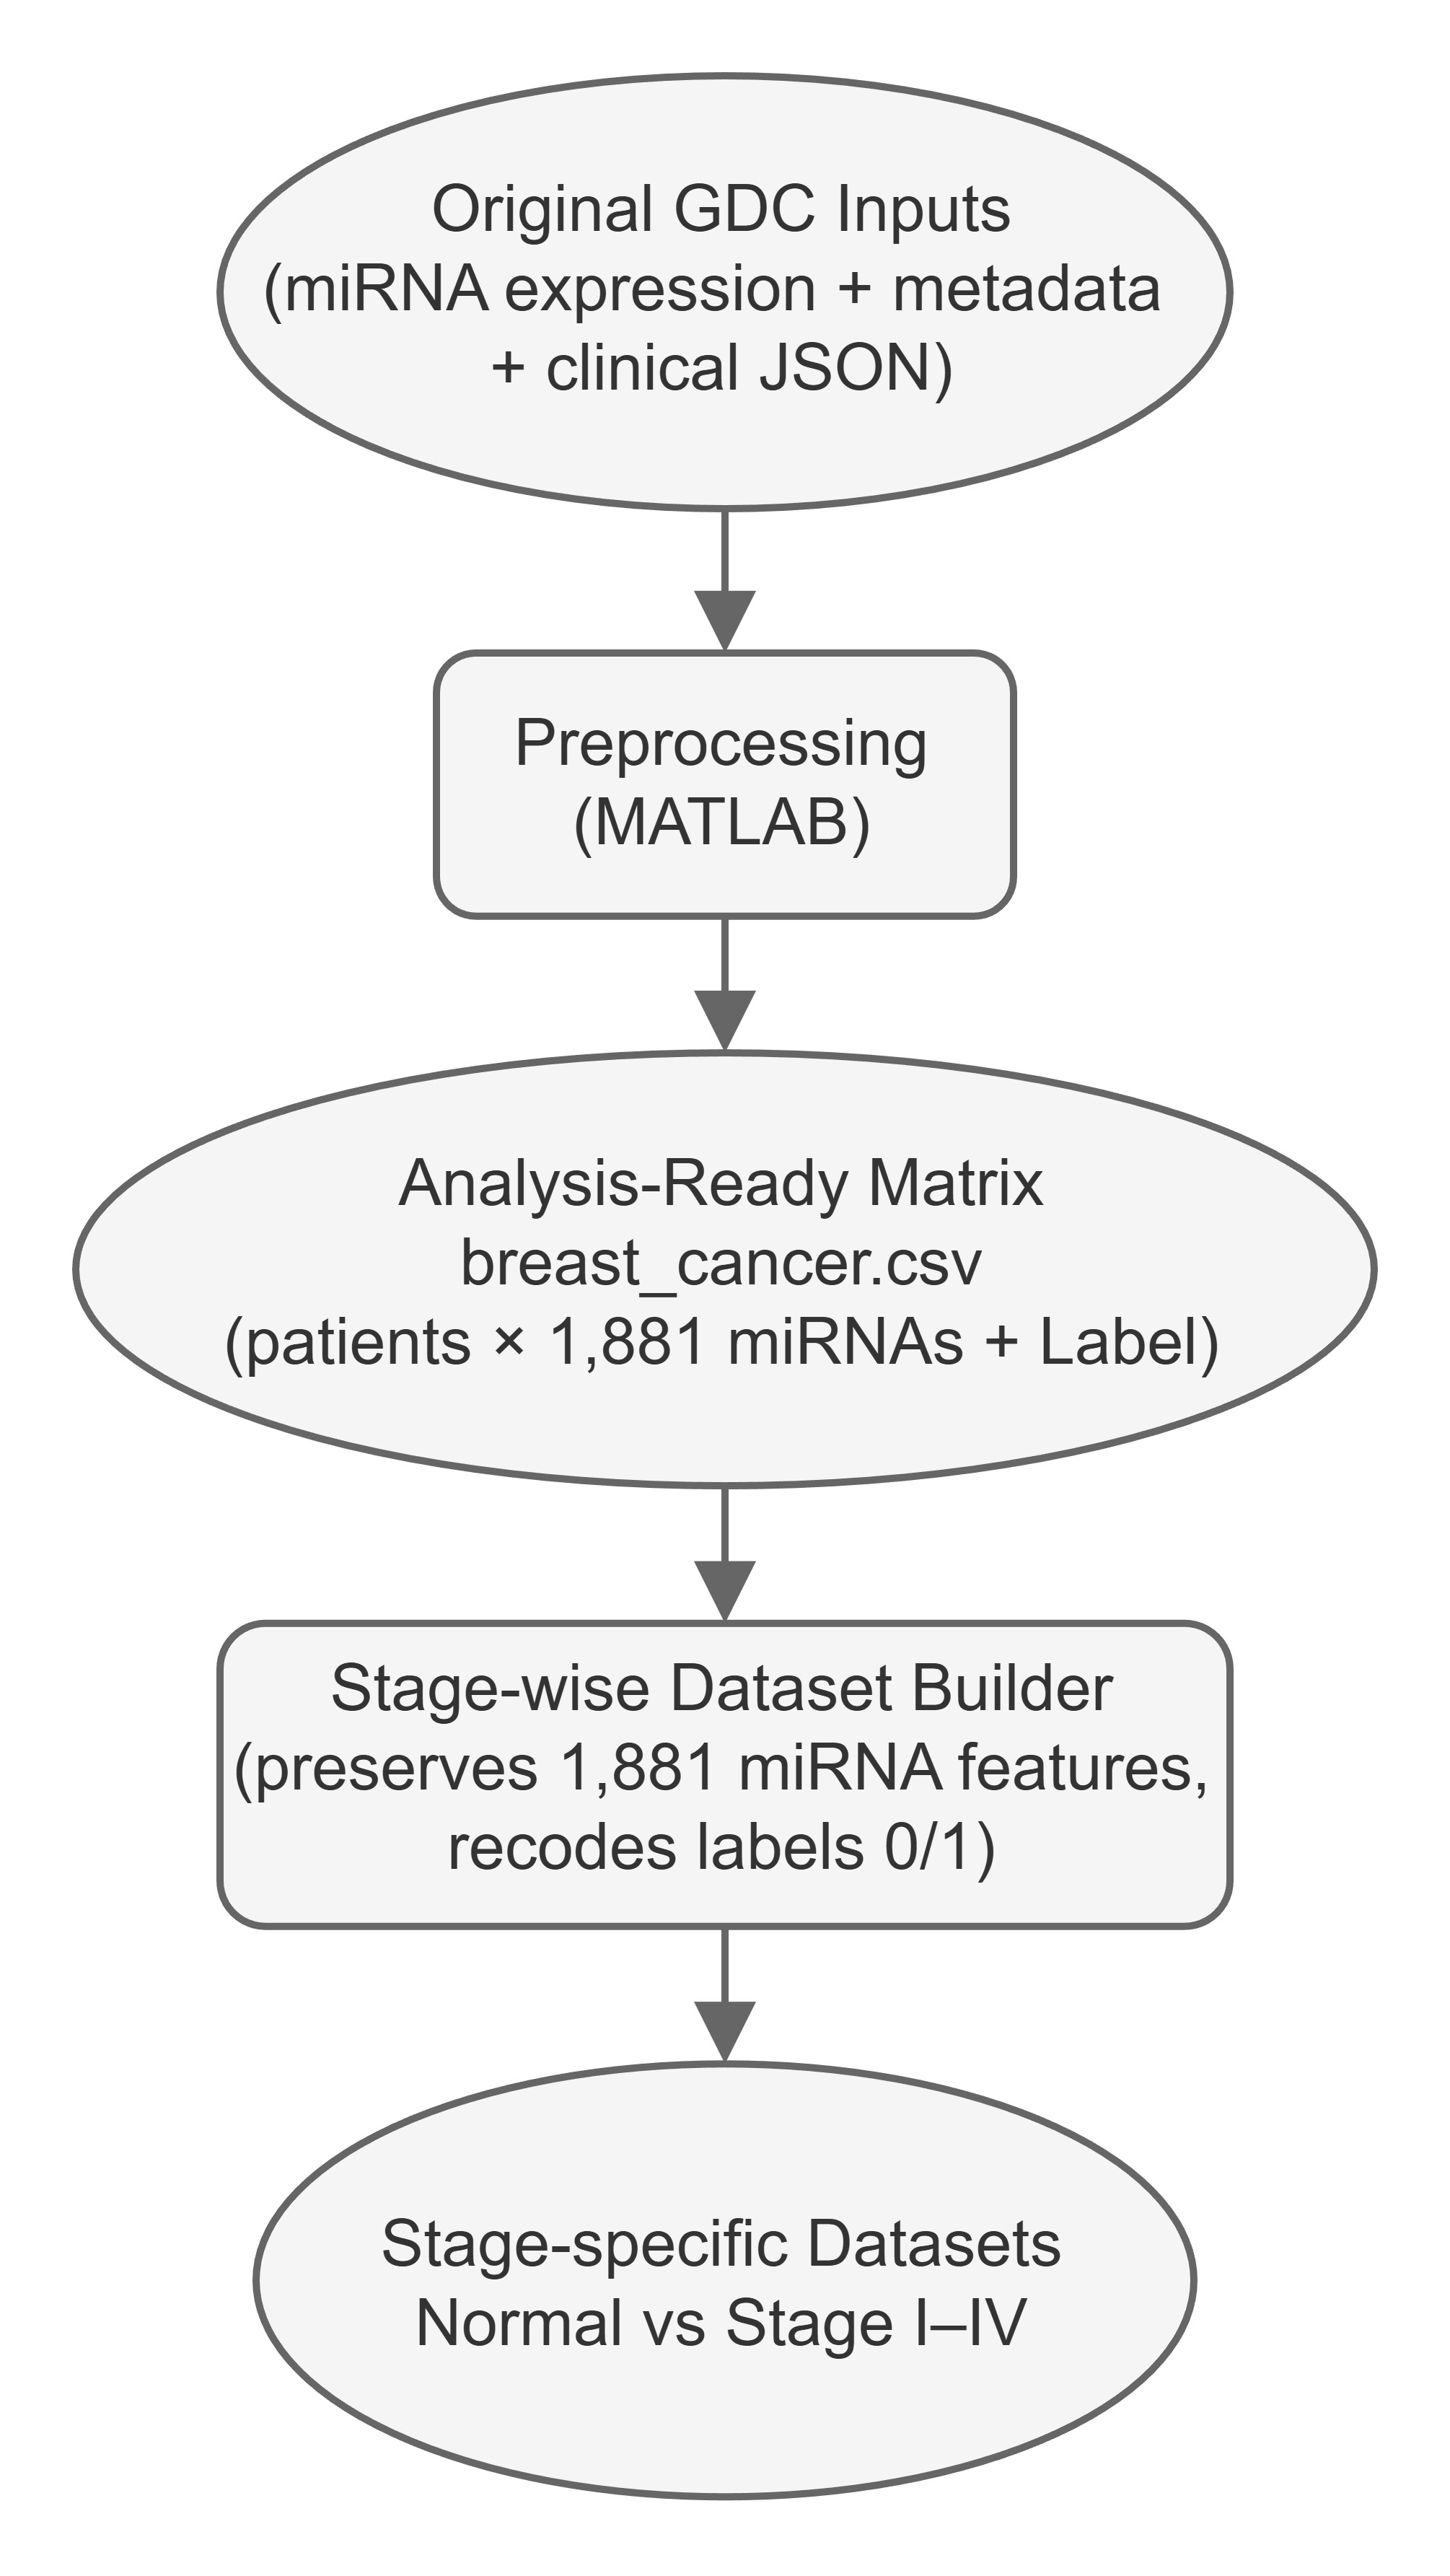 Original GDC Inputs
(miRNA expression + metadata
+ clinical JSON)
Preprocessing
(MATLAB)
Analysis-Ready Matrix
breast_cancer.csv
(patients × 1,881 miRNAs + Label)
Stage-wise Dataset Builder
(preserves 1,881 miRNA features,
recodes labels 0/1)
Stage-specific Datasets
Normal vs Stage I–IV